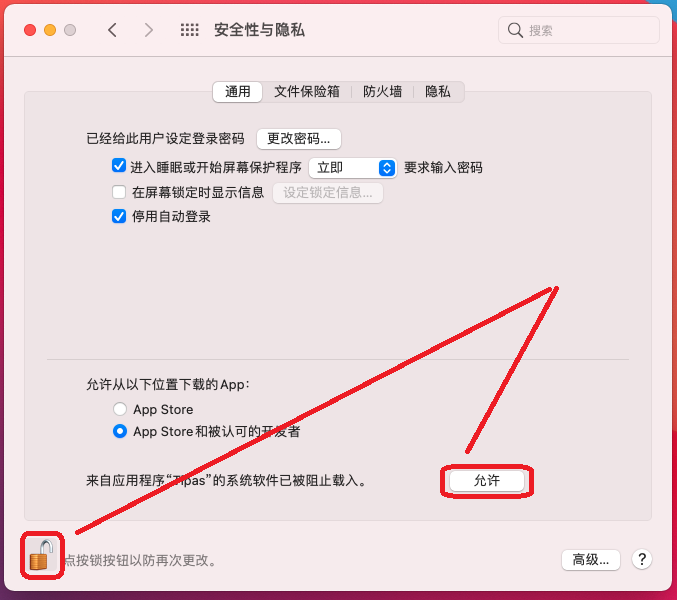 安全性与隐私
搜索
通用 文件保险箱 防火墙 隐私
已经给此用户设定登录密码 更改密码...
进入睡眠或开始屏幕保护程序 立即 要求输入密码
在屏幕锁定时显示信息 设定锁定信息...
停用自动登录
允许从以下位置下载的App:
App Store
App Store和被认可的开发者
来自应用程序“Tipas”的系统软件已被阻止载入。 允许
点按锁按钮以防再次更改。 高级... ?